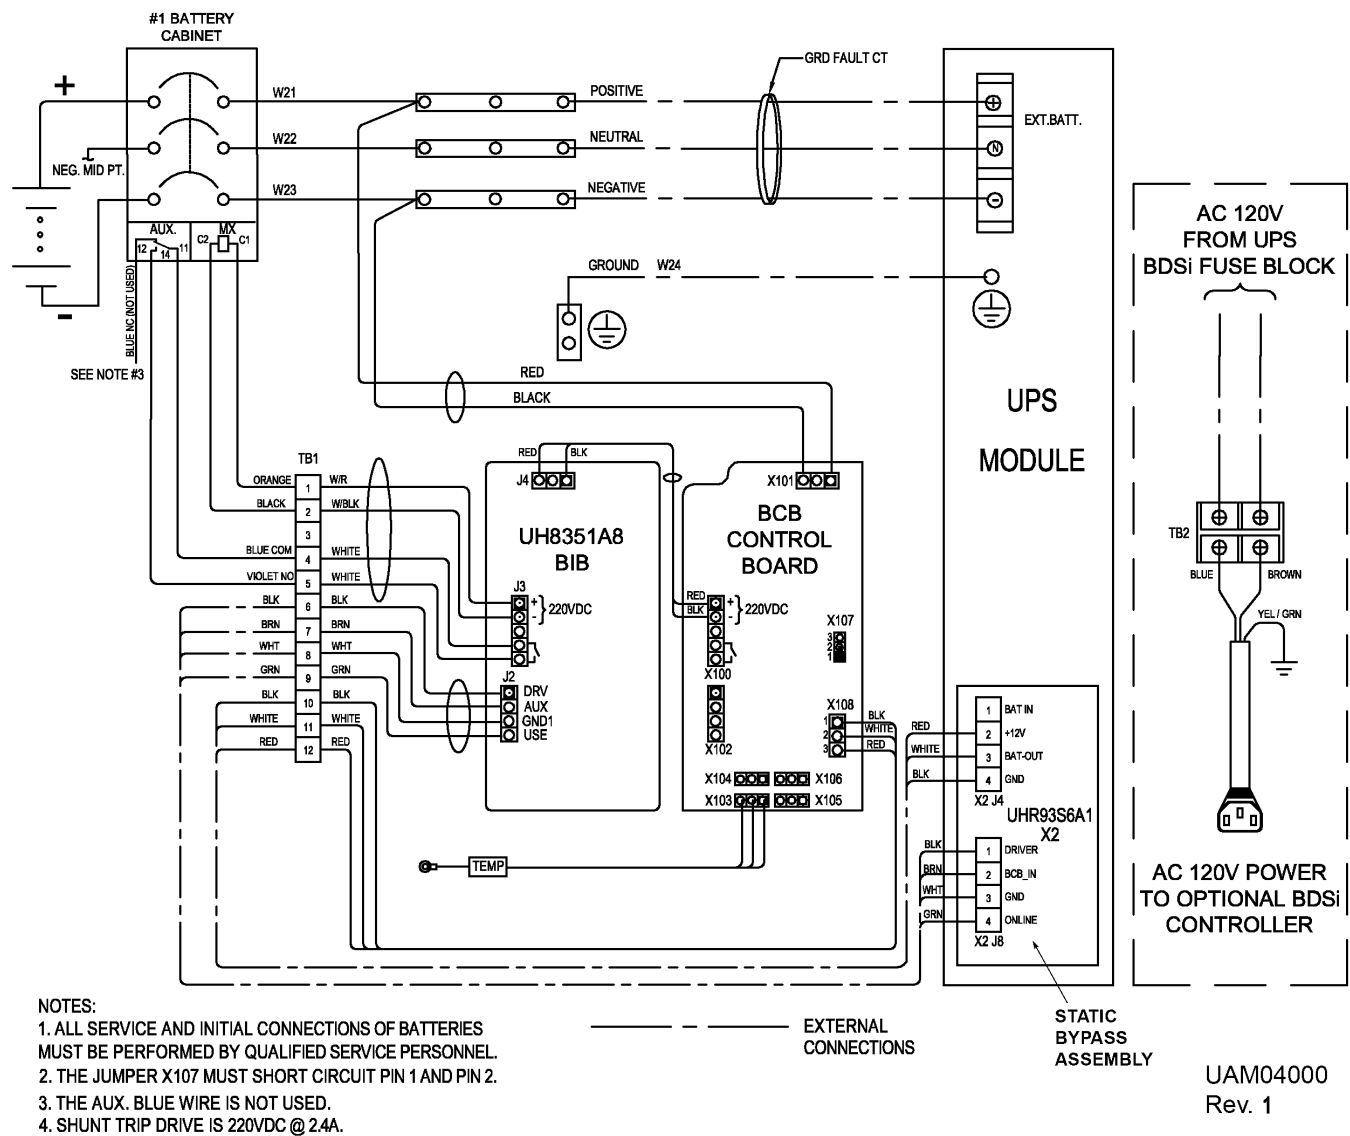 #1 BATTERY
CABINET
GRD FAULT CT
+
W21
POSITIVE
EXT.BATT.
W22
NEUTRAL
N
NEG. MID PT.
W23
NEGATIVE
AUX.
MX
12
14
11
C2
C1
BLUE NC (NOT USED)
-
SEE NOTE #3
GROUND W24
RED
BLACK
UPS
MODULE
AC 120V
FROM UPS
BDSi FUSE BLOCK
TB2
BLUE
BROWN
YEL / GRN
AC 120V POWER
TO OPTIONAL BDSi
CONTROLLER
TB1
ORANGE 1 W/R
BLACK 2 W/BLK
3
BLUE COM 4 WHITE
VIOLET NO 5 WHITE
BLK 6 BLK
BRN 7 BRN
WHT 8 WHT
GRN 9 GRN
BLK 10 BLK
WHITE 11 WHITE
RED 12 RED
RED
BLK
J4
UH8351A8
BIB
J3
+
-
220VDC
J2
DRV
AUX
GND1
USE
X101
BCB
CONTROL
BOARD
RED
BLK
+
-
220VDC
X100
X107
3
2
1
X102
X108
1 BLK
2 WHITE
3 RED
X104
X106
X103
X105
TEMP
1 BAT IN
RED 2 +12V
WHITE 3 BAT-OUT
BLK 4 GND
X2 J4
UHR93S6A1
X2
BLK 1 DRIVER
BRN 2 BCB_IN
WHT 3 GND
GRN 4 ONLINE
X2 J8
STATIC
BYPASS
ASSEMBLY
NOTES:
1. ALL SERVICE AND INITIAL CONNECTIONS OF BATTERIES
MUST BE PERFORMED BY QUALIFIED SERVICE PERSONNEL.
2. THE JUMPER X107 MUST SHORT CIRCUIT PIN 1 AND PIN 2.
3. THE AUX. BLUE WIRE IS NOT USED.
4. SHUNT TRIP DRIVE IS 220VDC @ 2.4A.
EXTERNAL
CONNECTIONS
UAM04000
Rev. 1